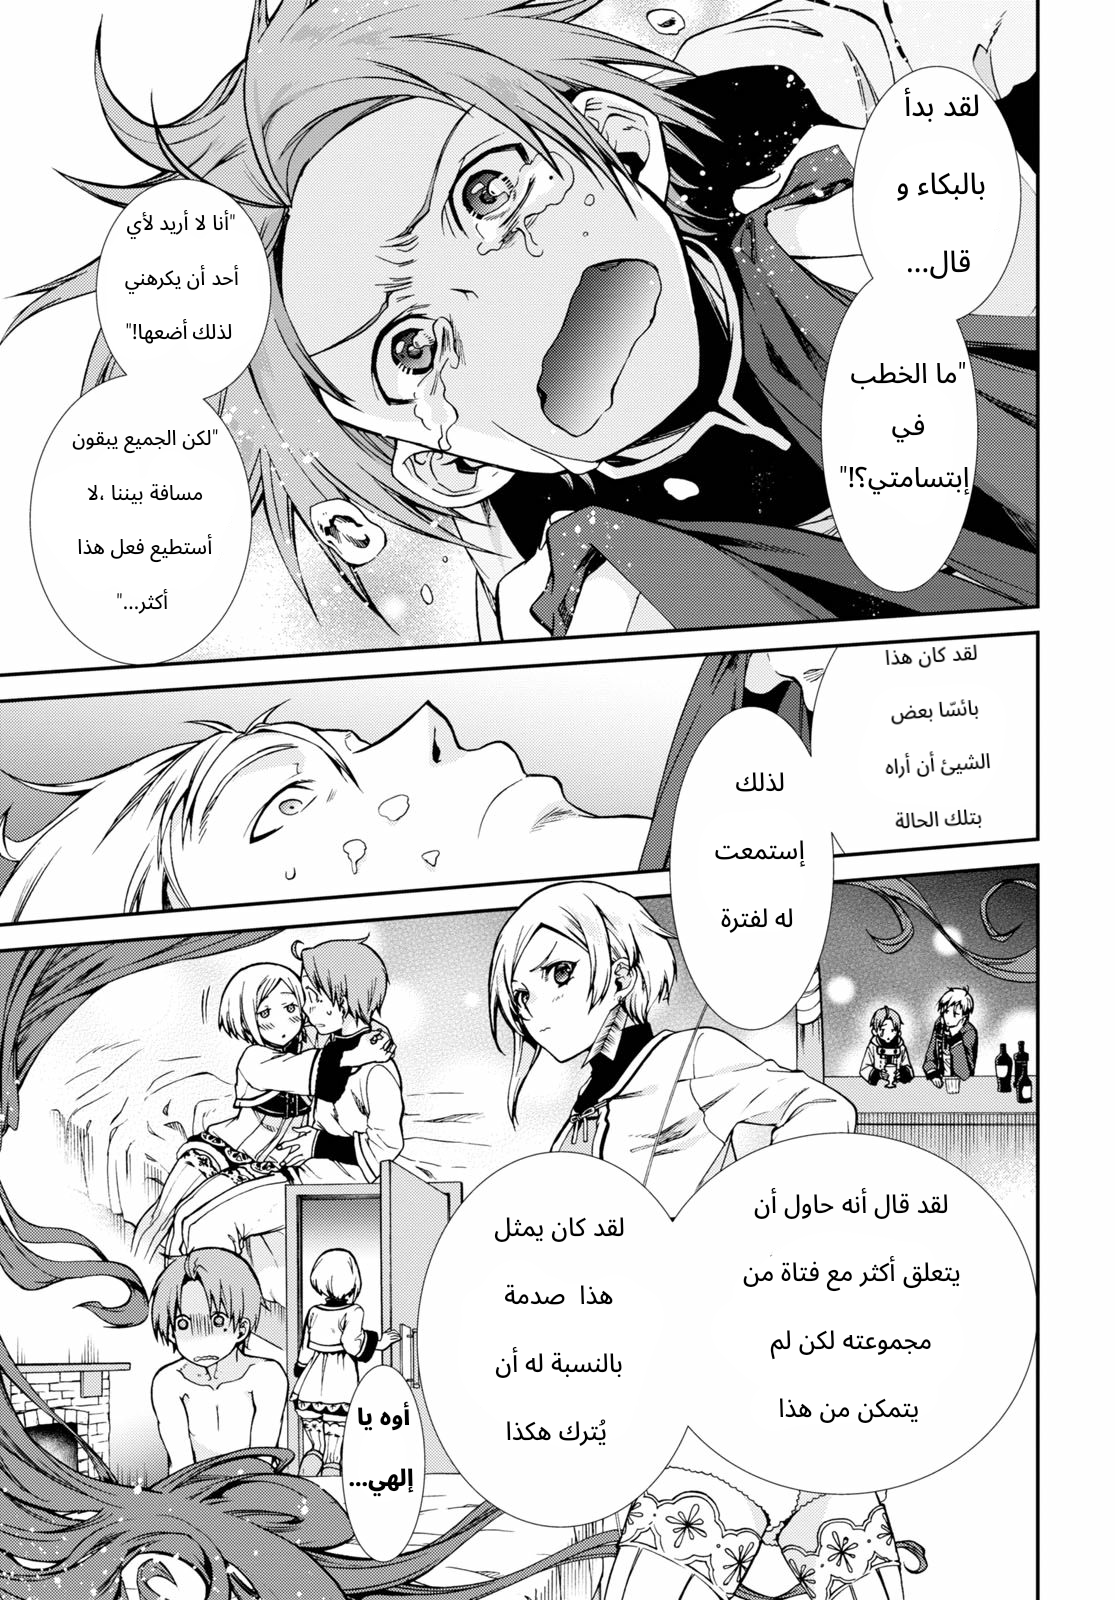 لقد بدأ
بالبكاء و
قال...
"ما الخطب
في
إبتسامتي؟!"
"أنا لا أريد لأي
أحد أن يكرهني
لذلك أضعها!"
"لكن الجميع يبقون
مسافة بيننا ،لا
أستطيع فعل هذا
أكثر..."
لقد كان هذا
بائسّا بعض
الشيئ أن أراه
بتلك الحالة
لذلك
إستمعت
له لفترة
لقد قال أنه حاول أن
يتعلق أكثر مع فتاة من
مجموعته لكن لم
يتمكن من هذا
لقد كان يمثل
هذا صدمة
بالنسبة له أن
يُترك هكذا
أوه يا
إلهي...